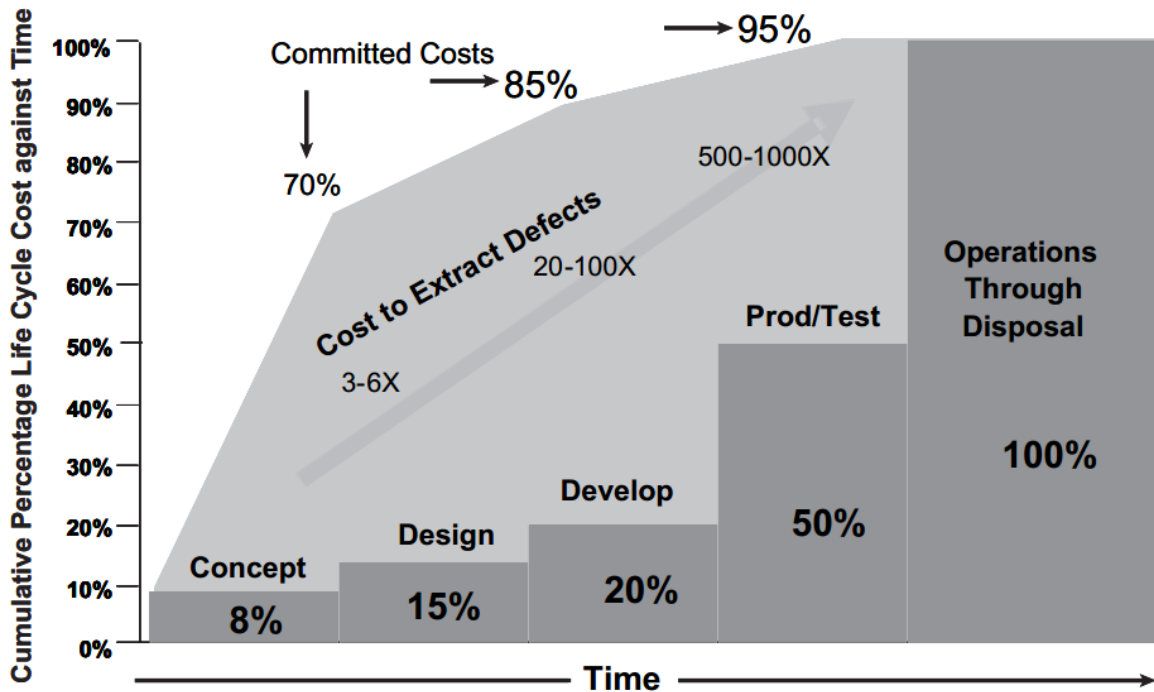 Cumulative Percentage Life Cycle Cost against Time
100%
90%
80%
70%
60%
50%
40%
30%
20%
10%
0%
Committed Costs
70%
85%
95%
Cost to Extract Defects
3-6X
20-100X
500-1000X
Concept
8%
Design
15%
Develop
20%
Prod/Test
50%
Operations
Through
Disposal
100%
Time